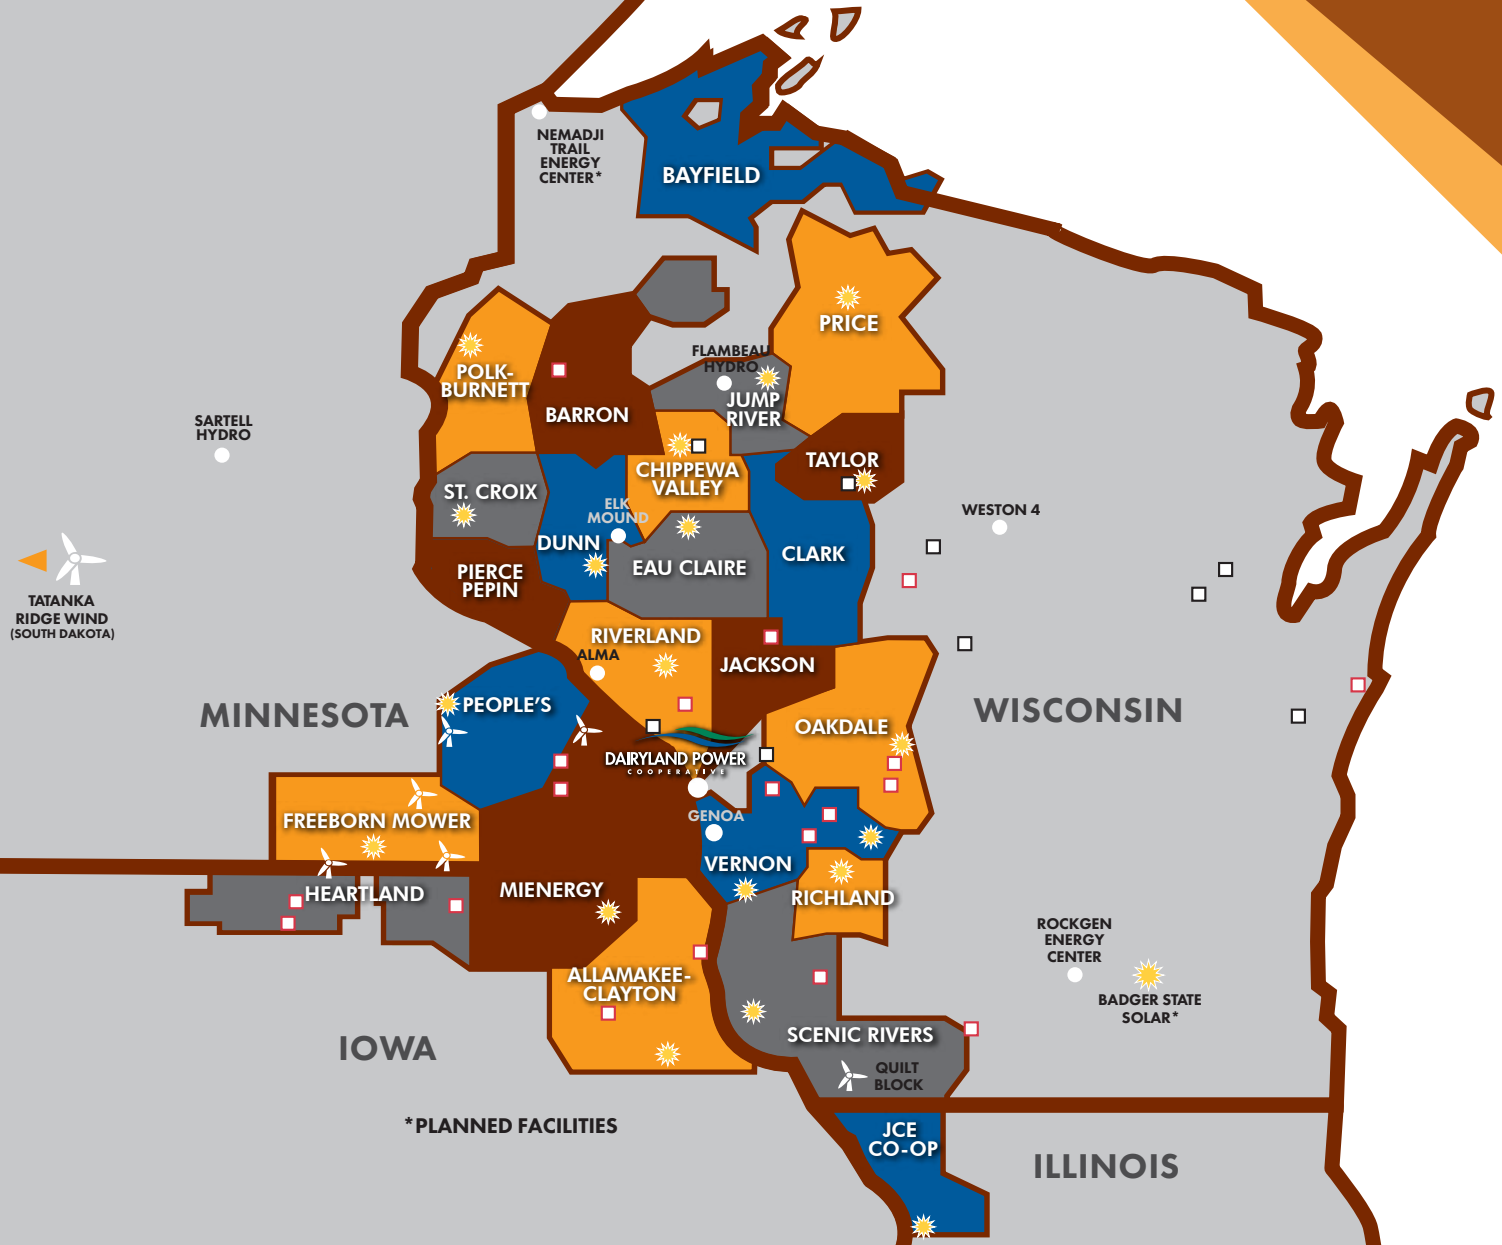 NEMADJI
TRAIL
ENERGY
CENTER*
BAYFIELD
PRICE
FLAMBEAU
HYDRO
POLK-
BURNETT
BARRON
JUMP
RIVER
SARTELL
HYDRO
TAYLOR
CHIPPEWA
VALLEY
ST. CROIX
ELK
MOUND
WESTON 4
DUNN
CLARK
EAU CLAIRE
PIERCE
PEPIN
TATANKA
RIDGE WIND
(SOUTH DAKOTA)
RIVERLAND
ALMA
JACKSON
MINNESOTA
PEOPLE'S
WISCONSIN
OAKDALE
DAIRYLAND POWER
COOPERATIVE
GENOA
FREEBORN MOWER
VERNON
HEARTLAND
MIENERGY
RICHLAND
ROCKGEN
ENERGY
CENTER
ALLAMAKEE-
CLAYTON
BADGER STATE
SOLAR*
SCENIC RIVERS
IOWA
QUILT
BLOCK
*PLANNED FACILITIES
JCE
CO-OP
ILLINOIS